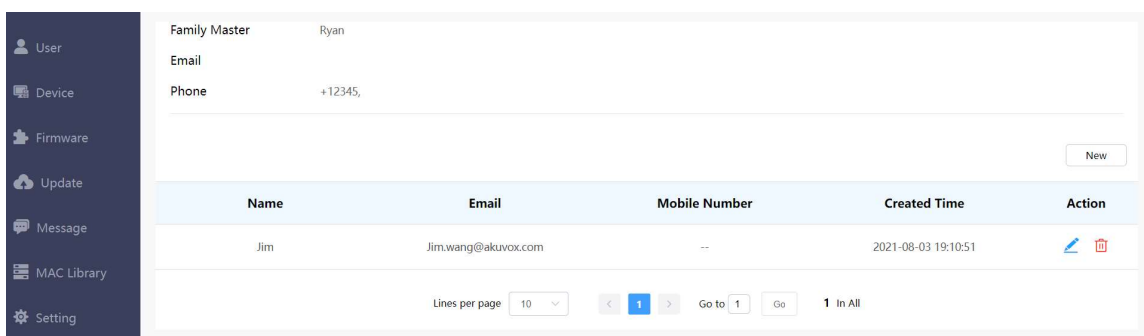 User
Device
Firmware
Update
Message
MAC Library
Setting
Family Master Ryan
Email
Phone +12345,
New
Name Email Mobile Number Created Time Action
Jim Jim.wang@akuvox.com -- 2021-08-03 19:10:51
Lines per page 10 < 1 > Go to 1 Go 1 In All